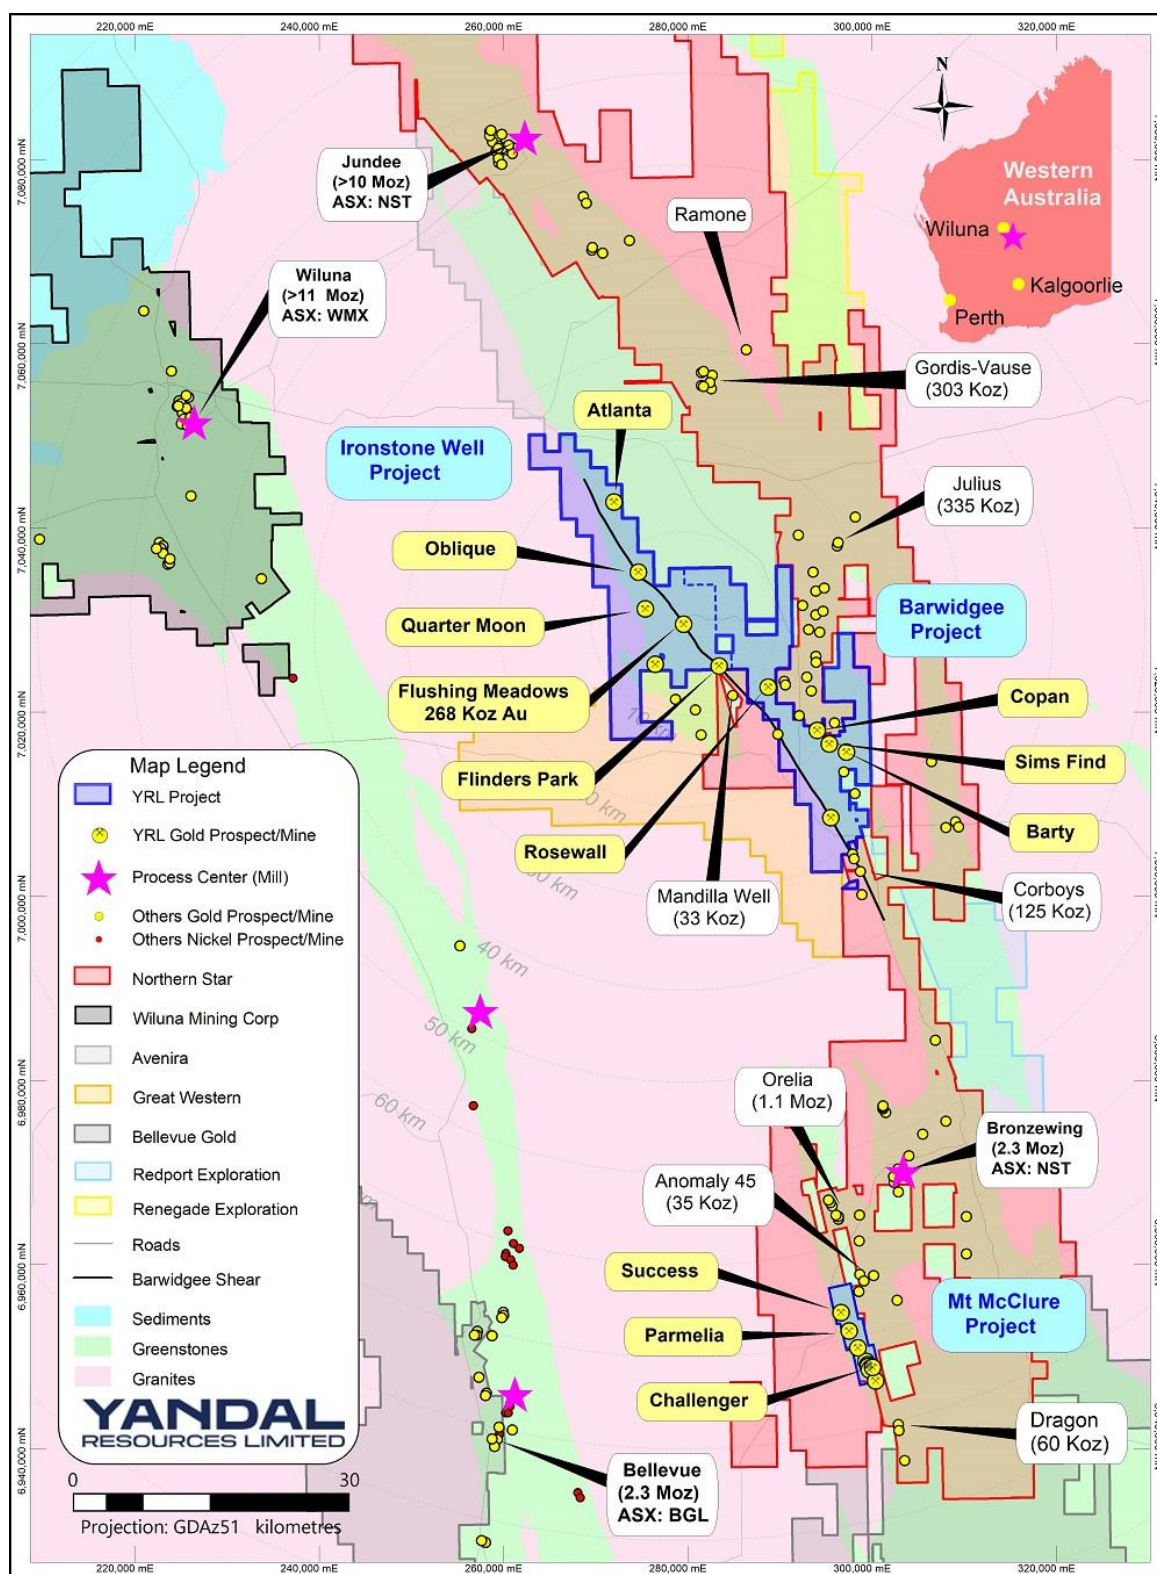 220,000 mE
240,000 mE
260,000 mE
280,000 mE
300,000 mE
320,000 mE
7,080,000 mN
7,060,000 mN
7,040,000 mN
7,020,000 mN
7,000,000 mN
6,980,000 mN
6,960,000 mN
6,940,000 mN
N
Western
Australia
Wiluna
Kalgoorlie
Perth
Jundee
(>10 Moz)
ASX: NST
Ramone
Wiluna
(>11 Moz)
ASX: WMX
Gordis-Vause
(303 Koz)
Atlanta
Ironstone Well
Project
Julius
(335 Koz)
Oblique
Barwidgee
Project
Quarter Moon
Flushing Meadows
268 Koz Au
Copan
Sims Find
Flinders Park
Barty
Rosewall
Mandilla Well
(33 Koz)
Corboys
(125 Koz)
10 km
30 km
40 km
50 km
60 km
Orelia
(1.1 Moz)
Bronzewing
(2.3 Moz)
ASX: NST
Anomaly 45
(35 Koz)
Success
Mt McClure
Project
Parmelia
Challenger
Dragon
(60 Koz)
Bellevue
(2.3 Moz)
ASX: BGL
Map Legend
YRL Project
YRL Gold Prospect/Mine
Process Center (Mill)
Others Gold Prospect/Mine
Others Nickel Prospect/Mine
Northern Star
Wiluna Mining Corp
Avenira
Great Western
Bellevue Gold
Redport Exploration
Renegade Exploration
Roads
Barwidgee Shear
Sediments
Greenstones
Granites
YANDAL
RESOURCES LIMITED
0 30
Projection: GDAz51 kilometres
220,000 mE
240,000 mE
260,000 mE
280,000 mE
300,000 mE
320,000 mE